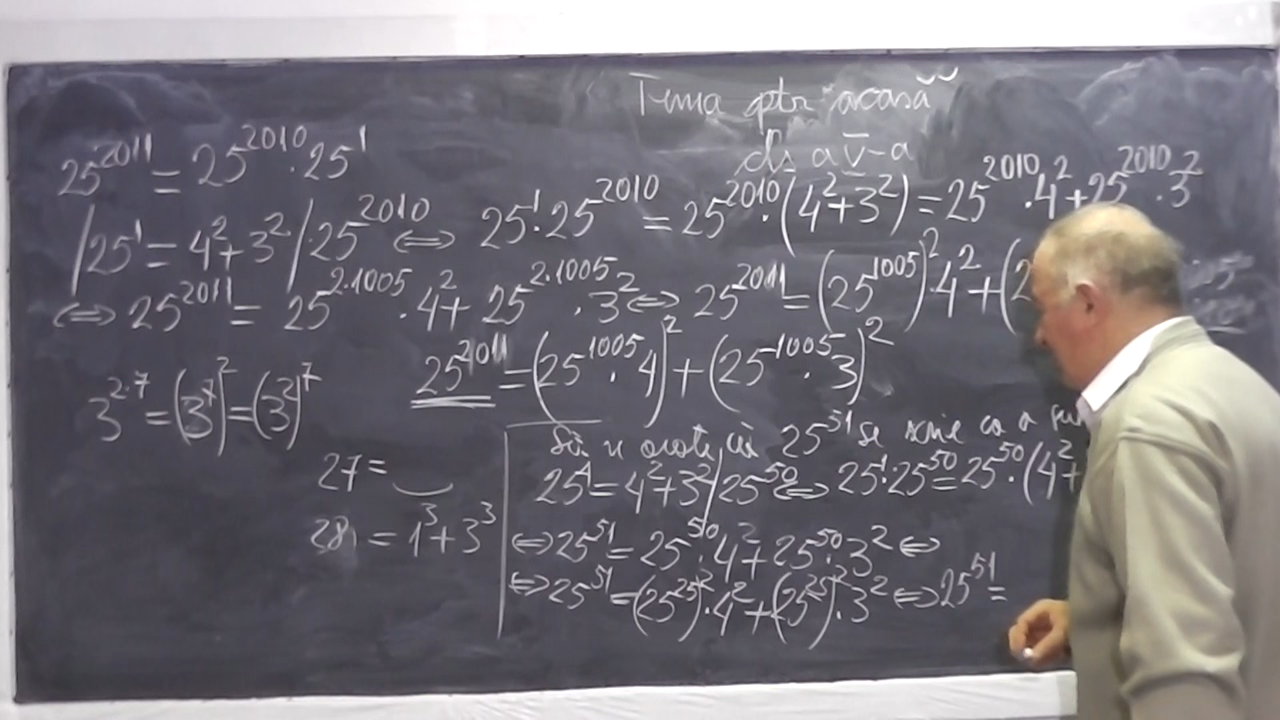 Tema ptr acasă
cls a V-a
25^2011 = 25^2010 · 25^1
/25^1 = 4^2 + 3^2 / · 25^2010 ⇔ 25^1 · 25^2010 = 25^2010 · (4^2 + 3^2) = 25^2010 · 4^2 + 25^2010 · 3^2
⇔ 25^2011 = 25^2·1005 · 4^2 + 25^2·1005 · 3^2 ⇔ 25^2011 = (25^1005)^2 · 4^2 + (2
25^2011 = (25^1005 · 4)^2 + (25^1005 · 3)^2
3^2·7 = (3^7)^2 = (3^2)^7
27 =
28 = 1^3 + 3^3
Să se arate că 25^51 se scrie ca a
25^1 = 4^2 + 3^2 / 25^50 ⇔ 25^1 · 25^50 = 25^50 · (4^2 +
⇔ 25^51 = 25^50 · 4^2 + 25^50 · 3^2 ⇔
⇔ 25^51 = (25^25)^2 · 4^2 + (25^25)^2 · 3^2 ⇔ 25^51 =